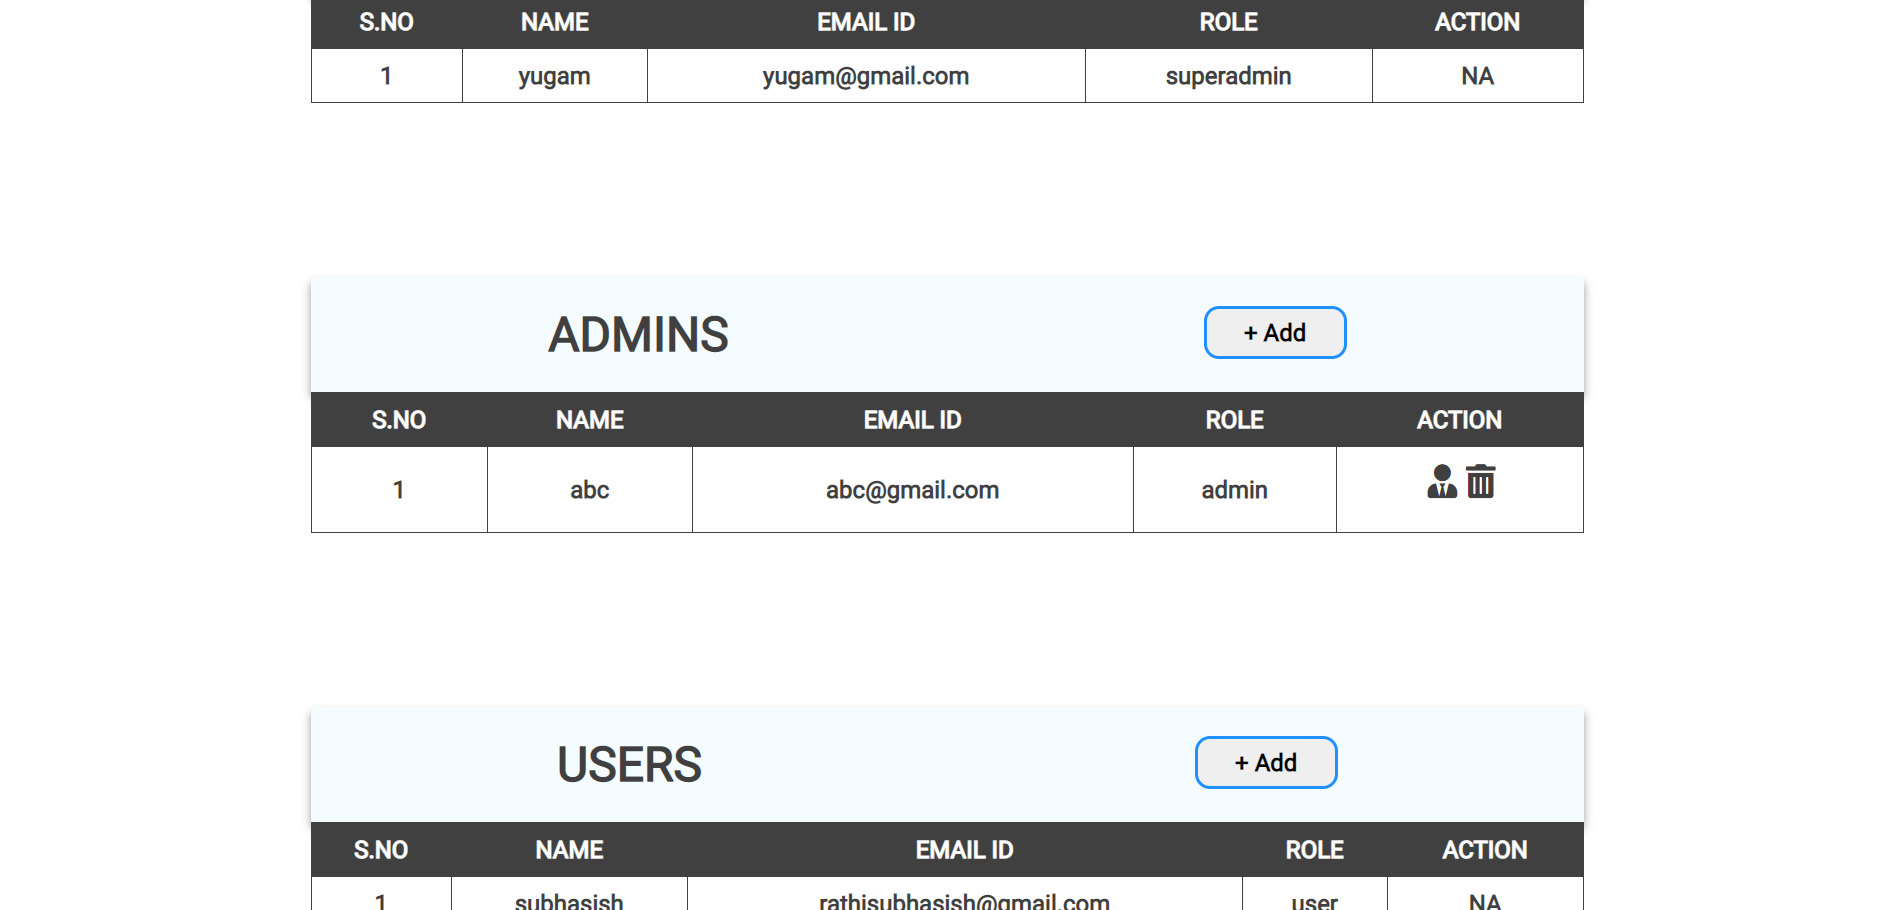 S.NO NAME EMAIL ID ROLE ACTION
1 yugam yugam@gmail.com superadmin NA
ADMINS + Add
S.NO NAME EMAIL ID ROLE ACTION
1 abc abc@gmail.com admin
USERS + Add
S.NO NAME EMAIL ID ROLE ACTION
1 subhasish rathisubhasish@gmail.com user NA